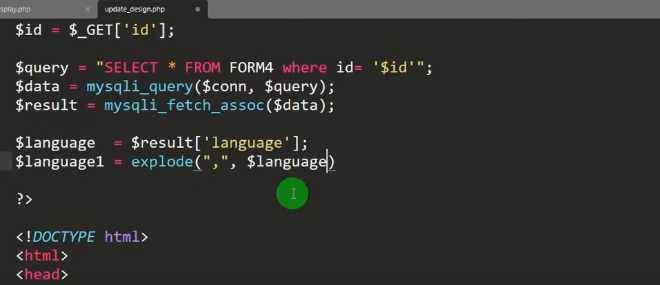 splay.php × update_design.php
$id = $_GET['id'];
$query = "SELECT * FROM FORM4 where id= '$id'";
$data = mysqli_query($conn, $query);
$result = mysqli_fetch_assoc($data);
$language  = $result['language'];
$language1 = explode(",", $language)
?>
<!DOCTYPE html>
<html>
<head>